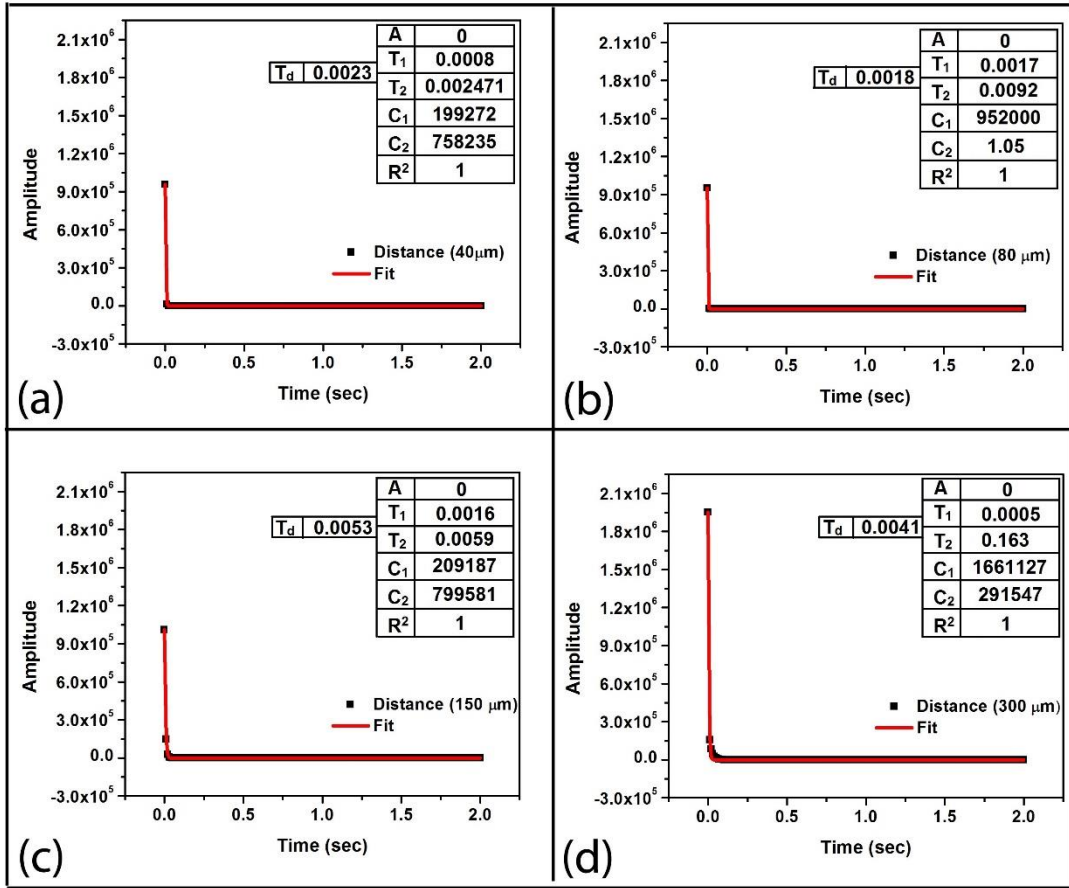 2.1x10⁶
1.8x10⁶
1.5x10⁶
1.2x10⁶
9.0x10⁵
6.0x10⁵
3.0x10⁵
0.0
-3.0x10⁵
Amplitude
0.0 0.5 1.0 1.5 2.0
Time (sec)
T_d 0.0023
A 0
T₁ 0.0008
T₂ 0.002471
C₁ 199272
C₂ 758235
R² 1
Distance (40μm)
Fit
(a)
2.1x10⁶
1.8x10⁶
1.5x10⁶
1.2x10⁶
9.0x10⁵
6.0x10⁵
3.0x10⁵
0.0
-3.0x10⁵
Amplitude
0.0 0.5 1.0 1.5 2.0
Time (sec)
T_d 0.0018
A 0
T₁ 0.0017
T₂ 0.0092
C₁ 952000
C₂ 1.05
R² 1
Distance (80 μm)
Fit
(b)
2.1x10⁶
1.8x10⁶
1.5x10⁶
1.2x10⁶
9.0x10⁵
6.0x10⁵
3.0x10⁵
0.0
-3.0x10⁵
Amplitude
0.0 0.5 1.0 1.5 2.0
Time (sec)
T_d 0.0053
A 0
T₁ 0.0016
T₂ 0.0059
C₁ 209187
C₂ 799581
R² 1
Distance (150 μm)
Fit
(c)
2.1x10⁶
1.8x10⁶
1.5x10⁶
1.2x10⁶
9.0x10⁵
6.0x10⁵
3.0x10⁵
0.0
-3.0x10⁵
Amplitude
0.0 0.5 1.0 1.5 2.0
Time (sec)
T_d 0.0041
A 0
T₁ 0.0005
T₂ 0.163
C₁ 1661127
C₂ 291547
R² 1
Distance (300 μm)
Fit
(d)